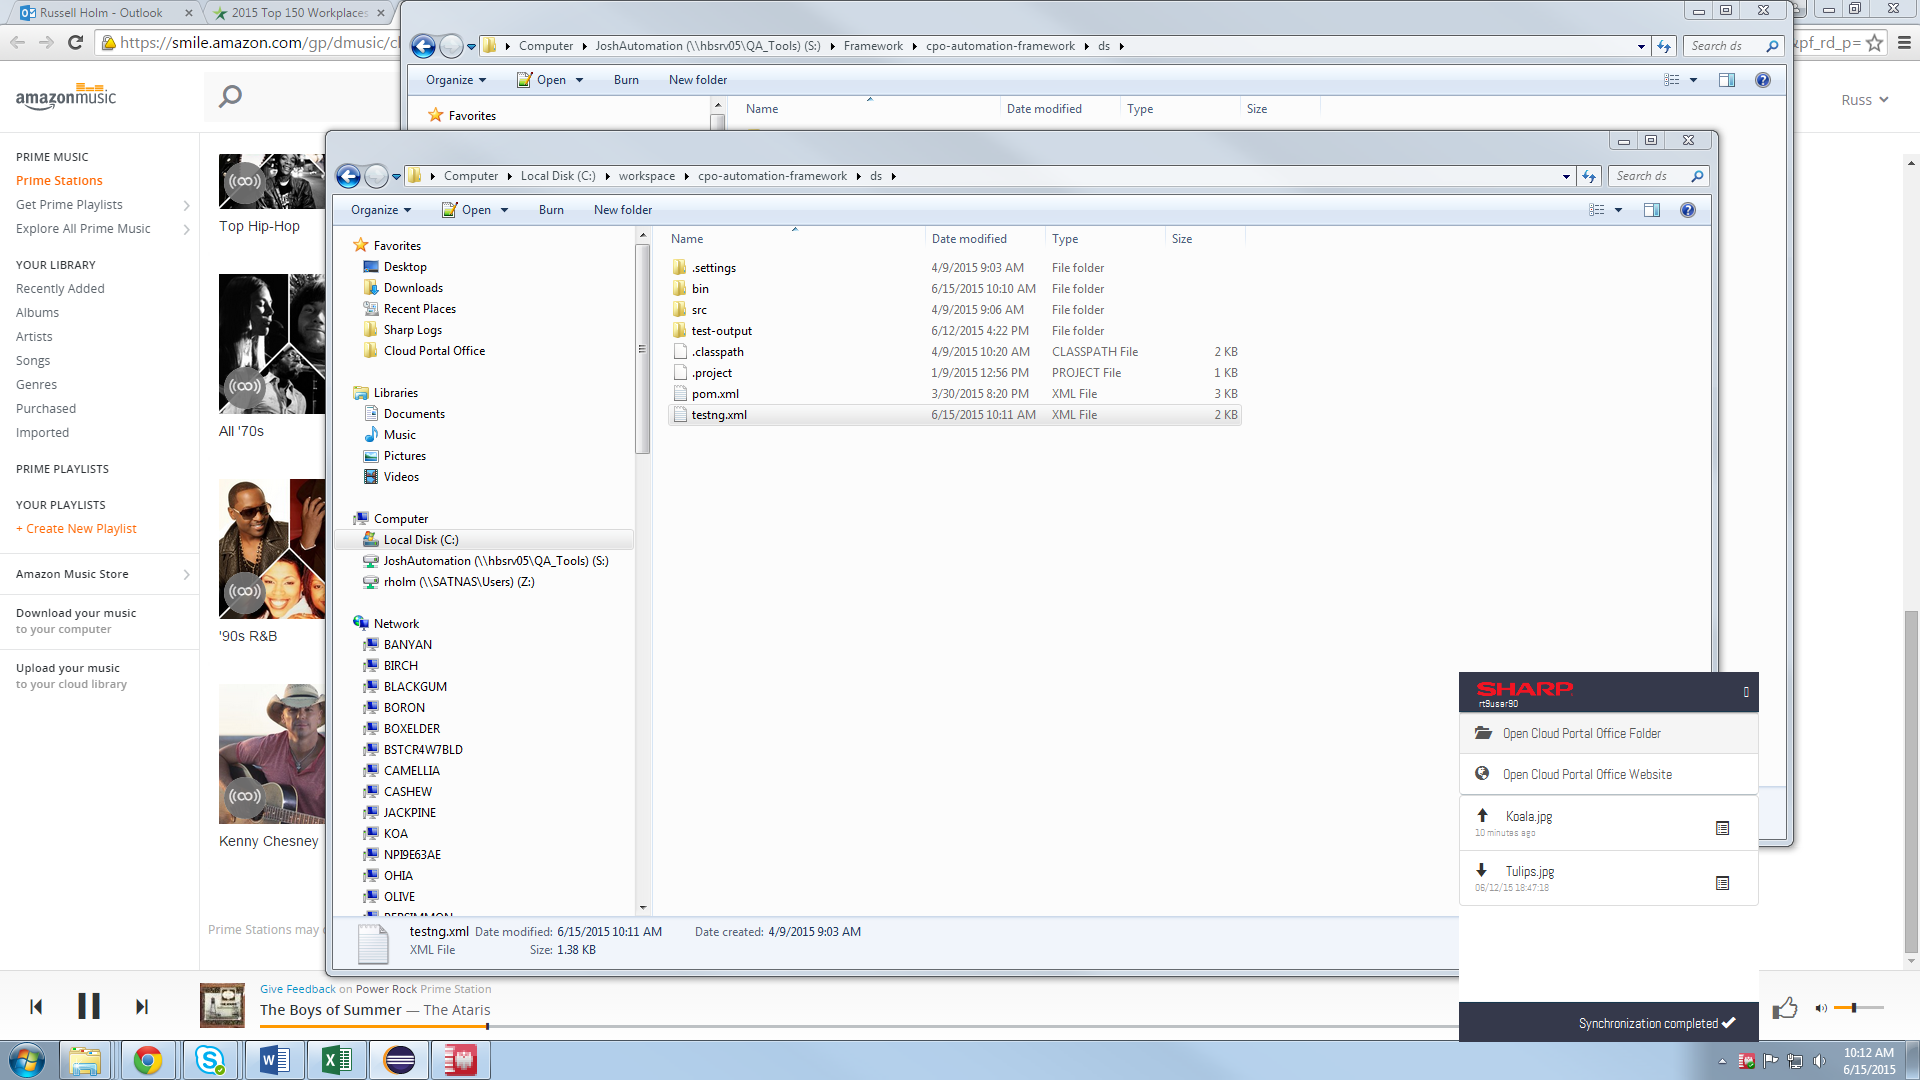 Russell Holm - Outlook
2015 Top 150 Workplaces
https://smile.amazon.com/gp/dmusic/cl
&pf_rd_p=
Computer JoshAutomation (\\hbsrv05\QA_Tools) (S:) Framework cpo-automation-framework ds
Search ds
Organize Open Burn New folder
Favorites
Name Date modified Type Size
amazonmusic
Russ
PRIME MUSIC
Prime Stations
Get Prime Playlists
Explore All Prime Music
YOUR LIBRARY
Recently Added
Albums
Artists
Songs
Genres
Purchased
Imported
PRIME PLAYLISTS
YOUR PLAYLISTS
+ Create New Playlist
Amazon Music Store
Download your music
to your computer
Upload your music
to your cloud library
Top Hip-Hop
All '70s
'90s R&B
Kenny Chesney
Prime Stations may
Computer Local Disk (C:) workspace cpo-automation-framework ds
Search ds
Organize Open Burn New folder
Favorites
Desktop
Downloads
Recent Places
Sharp Logs
Cloud Portal Office
Libraries
Documents
Music
Pictures
Videos
Computer
Local Disk (C:)
JoshAutomation (\\hbsrv05\QA_Tools) (S:)
rholm (\\SATNAS\Users) (Z:)
Network
BANYAN
BIRCH
BLACKGUM
BORON
BOXELDER
BSTCR4W7BLD
CAMELLIA
CASHEW
JACKPINE
KOA
NPI9E63AE
OHIA
OLIVE
PERSIMMON
Name Date modified Type Size
.settings 4/9/2015 9:03 AM File folder
bin 6/15/2015 10:10 AM File folder
src 4/9/2015 9:06 AM File folder
test-output 6/12/2015 4:22 PM File folder
.classpath 4/9/2015 10:20 AM CLASSPATH File 2 KB
.project 1/9/2015 12:56 PM PROJECT File 1 KB
pom.xml 3/30/2015 8:20 PM XML File 3 KB
testng.xml 6/15/2015 10:11 AM XML File 2 KB
testng.xml Date modified: 6/15/2015 10:11 AM Date created: 4/9/2015 9:03 AM
XML File Size: 1.38 KB
SHARP
rt9user90
Open Cloud Portal Office Folder
Open Cloud Portal Office Website
Koala.jpg
10 minutes ago
Tulips.jpg
06/12/15 18:47:18
Synchronization completed
Give Feedback on Power Rock Prime Station
The Boys of Summer — The Ataris
10:12 AM
6/15/2015